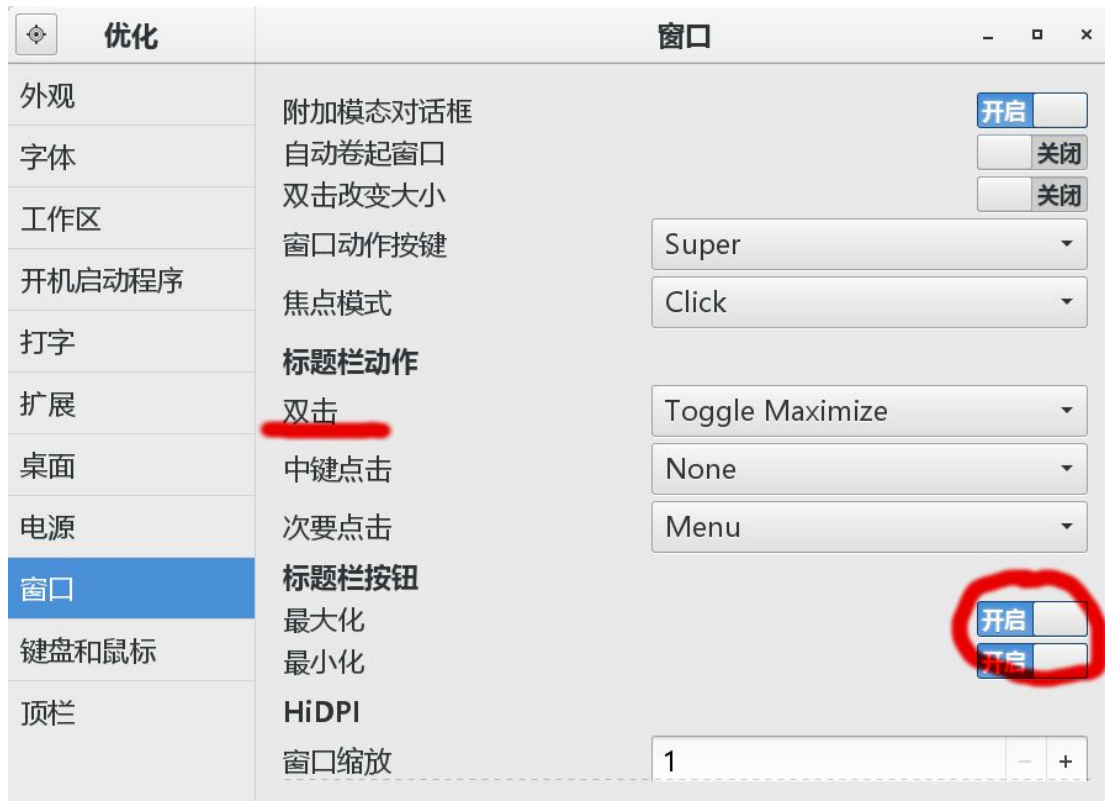 优化
窗口
外观
字体
工作区
开机启动程序
打字
扩展
桌面
电源
窗口
键盘和鼠标
顶栏
附加模态对话框 开启
自动卷起窗口 关闭
双击改变大小 关闭
窗口动作按键 Super
焦点模式 Click
标题栏动作
双击 Toggle Maximize
中键点击 None
次要点击 Menu
标题栏按钮
最大化 开启
最小化 开启
HiDPI
窗口缩放 1 − +